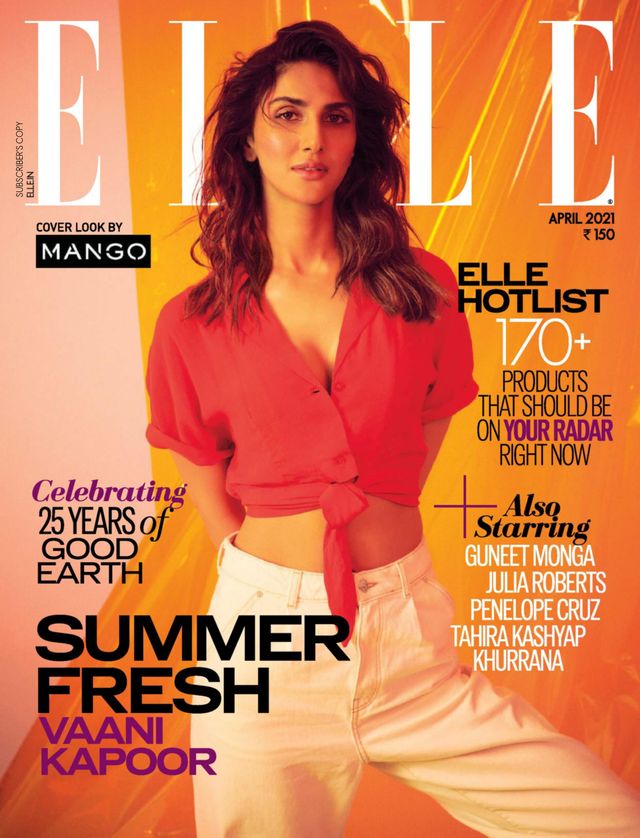 ELLE
SUBSCRIBER'S COPY
ELLE.IN
®
APRIL 2021
₹ 150
COVER LOOK BY
MANGO
ELLE
HOTLIST
170+
PRODUCTS
THAT SHOULD BE
ON YOUR RADAR
RIGHT NOW
Celebrating
25 YEARS of
GOOD
EARTH
+ Also
Starring
GUNEET MONGA
JULIA ROBERTS
PENELOPE CRUZ
TAHIRA KASHYAP
KHURRANA
SUMMER
FRESH
VAANI
KAPOOR